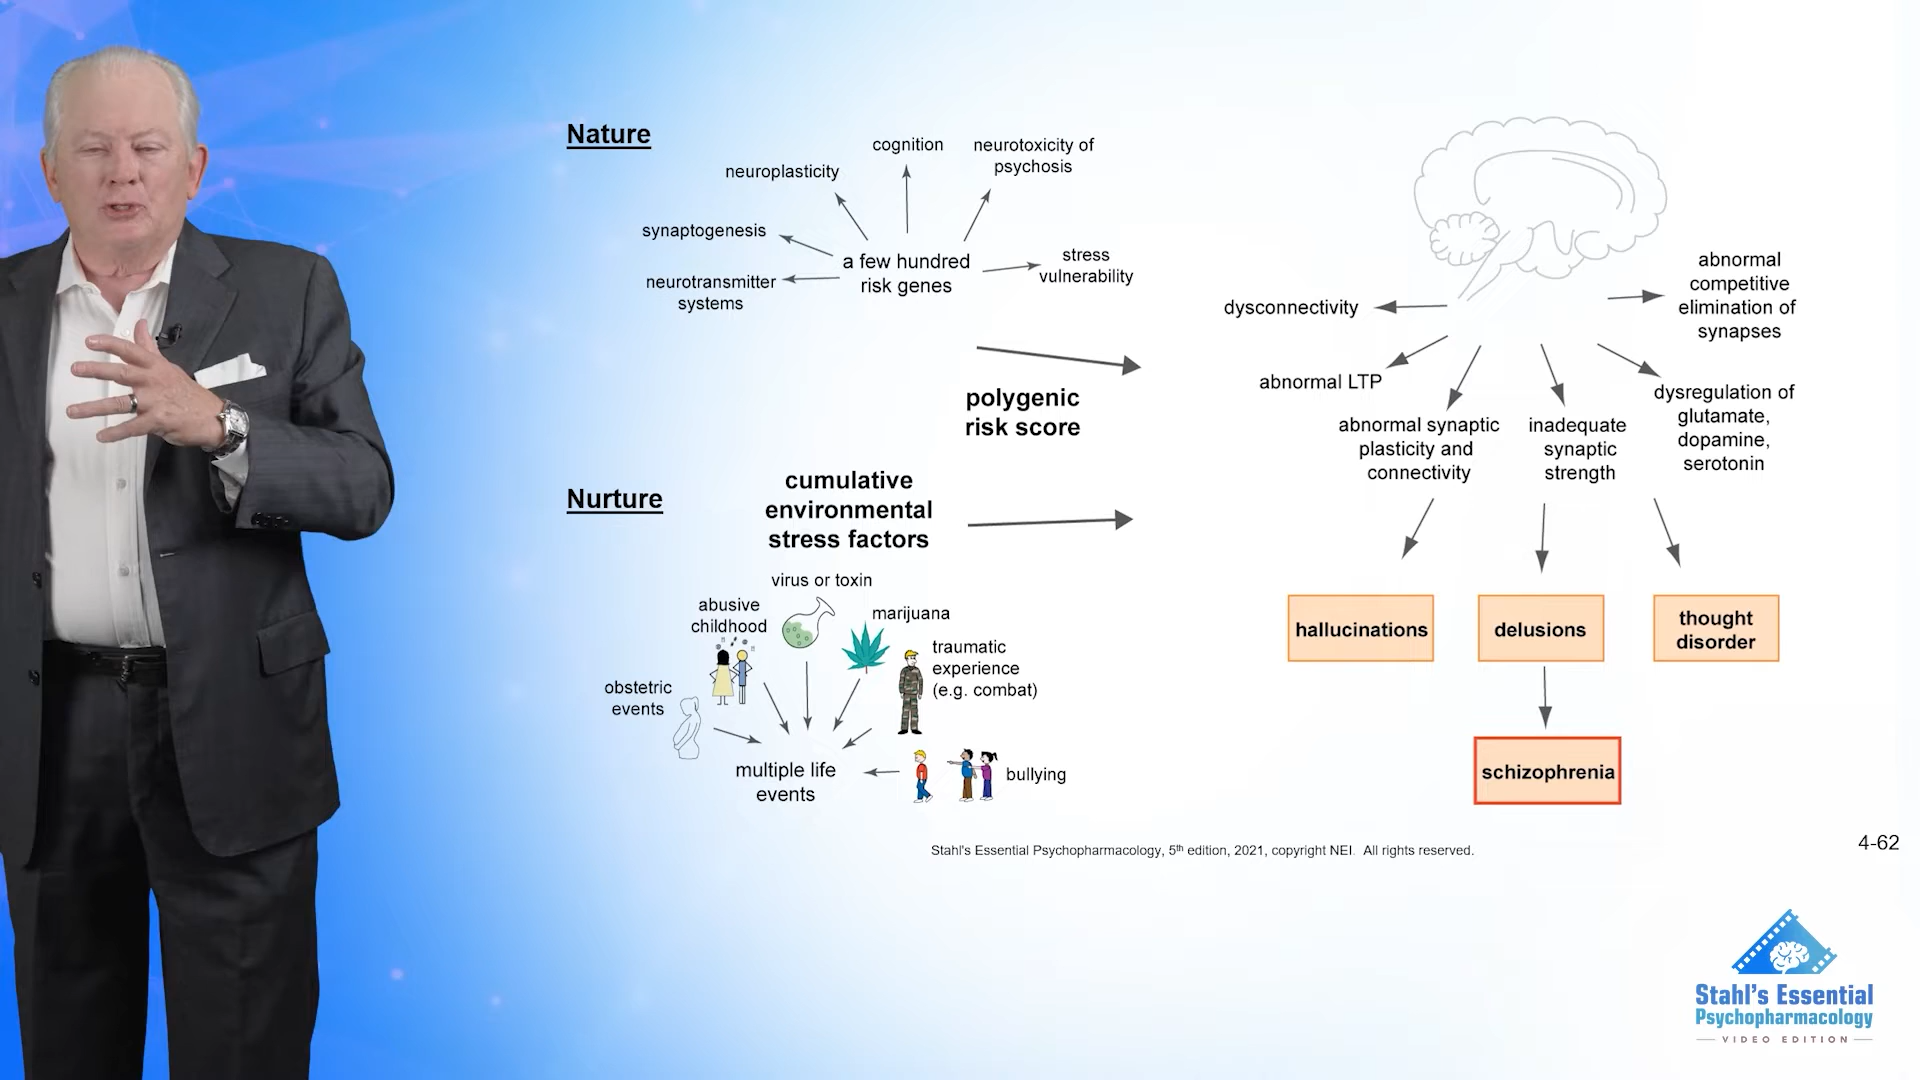 Nature
cognition
neurotoxicity of
psychosis
neuroplasticity
synaptogenesis
neurotransmitter
systems
a few hundred
risk genes
stress
vulnerability
polygenic
risk score
Nurture
cumulative
environmental
stress factors
virus or toxin
abusive
childhood
marijuana
traumatic
experience
(e.g. combat)
obstetric
events
multiple life
events
bullying
dysconnectivity
abnormal
competitive
elimination of
synapses
abnormal LTP
abnormal synaptic
plasticity and
connectivity
inadequate
synaptic
strength
dysregulation of
glutamate,
dopamine,
serotonin
hallucinations
delusions
thought
disorder
schizophrenia
Stahl's Essential Psychopharmacology, 5th edition, 2021, copyright NEI. All rights reserved.
4-62
Stahl's Essential
Psychopharmacology
VIDEO EDITION